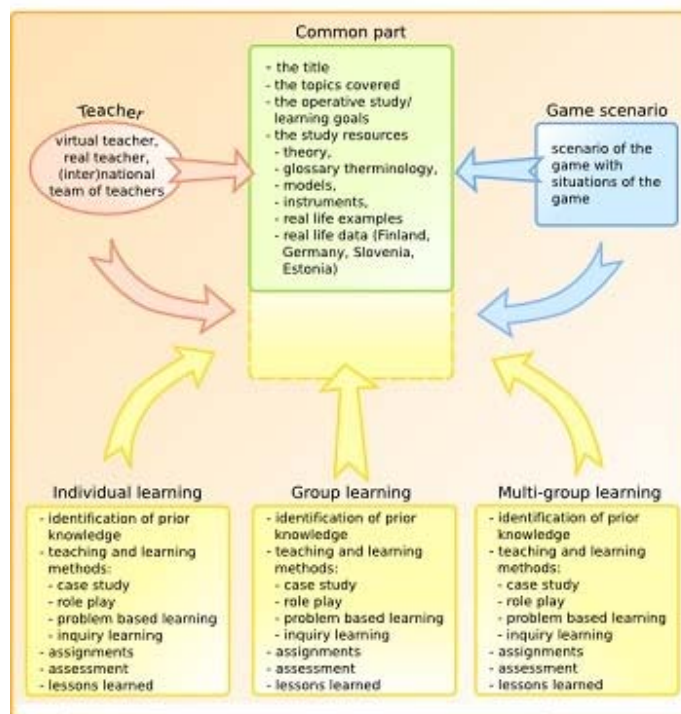 Common part
- the title
- the topics covered
- the operative study/
learning goals
- the study resources
- theory,
- glossary therminology,
- models,
- instruments,
- real life examples
- real life data (Finland,
Germany, Slovenia,
Estonia)
Teacher
virtual teacher,
real teacher,
(inter)national
team of teachers
Game scenario
scenario of the
game with
situations of the
game
Individual learning
- identification of prior
knowledge
- teaching and learning
methods:
- case study
- role play
- problem based learning
- inquiry learning
- assignments
- assessment
- lessons learned
Group learning
- identification of prior
knowledge
- teaching and learning
methods:
- case study
- role play
- problem based learning
- inquiry learning
- assignments
- assessment
- lessons learned
Multi-group learning
- identification of prior
knowledge
- teaching and learning
methods:
- case study
- role play
- problem based learning
- inquiry learning
- assignments
- assessment
- lessons learned